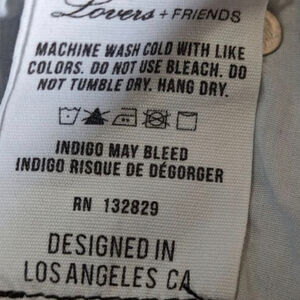 Lovers + FRIENDS
MACHINE WASH COLD WITH LIKE
COLORS. DO NOT USE BLEACH. DO
NOT TUMBLE DRY. HANG DRY.
INDIGO MAY BLEED
INDIGO RISQUE DE DÉGORGER
RN 132829
DESIGNED IN
LOS ANGELES CA